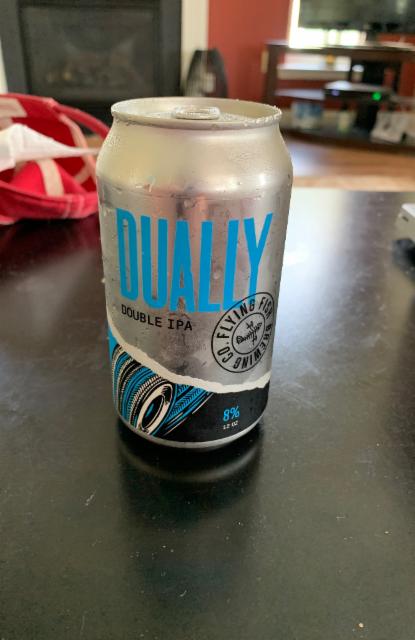 DUALLY
DOUBLE IPA
FLYING FISH BREWING CO.
8%
12 OZ